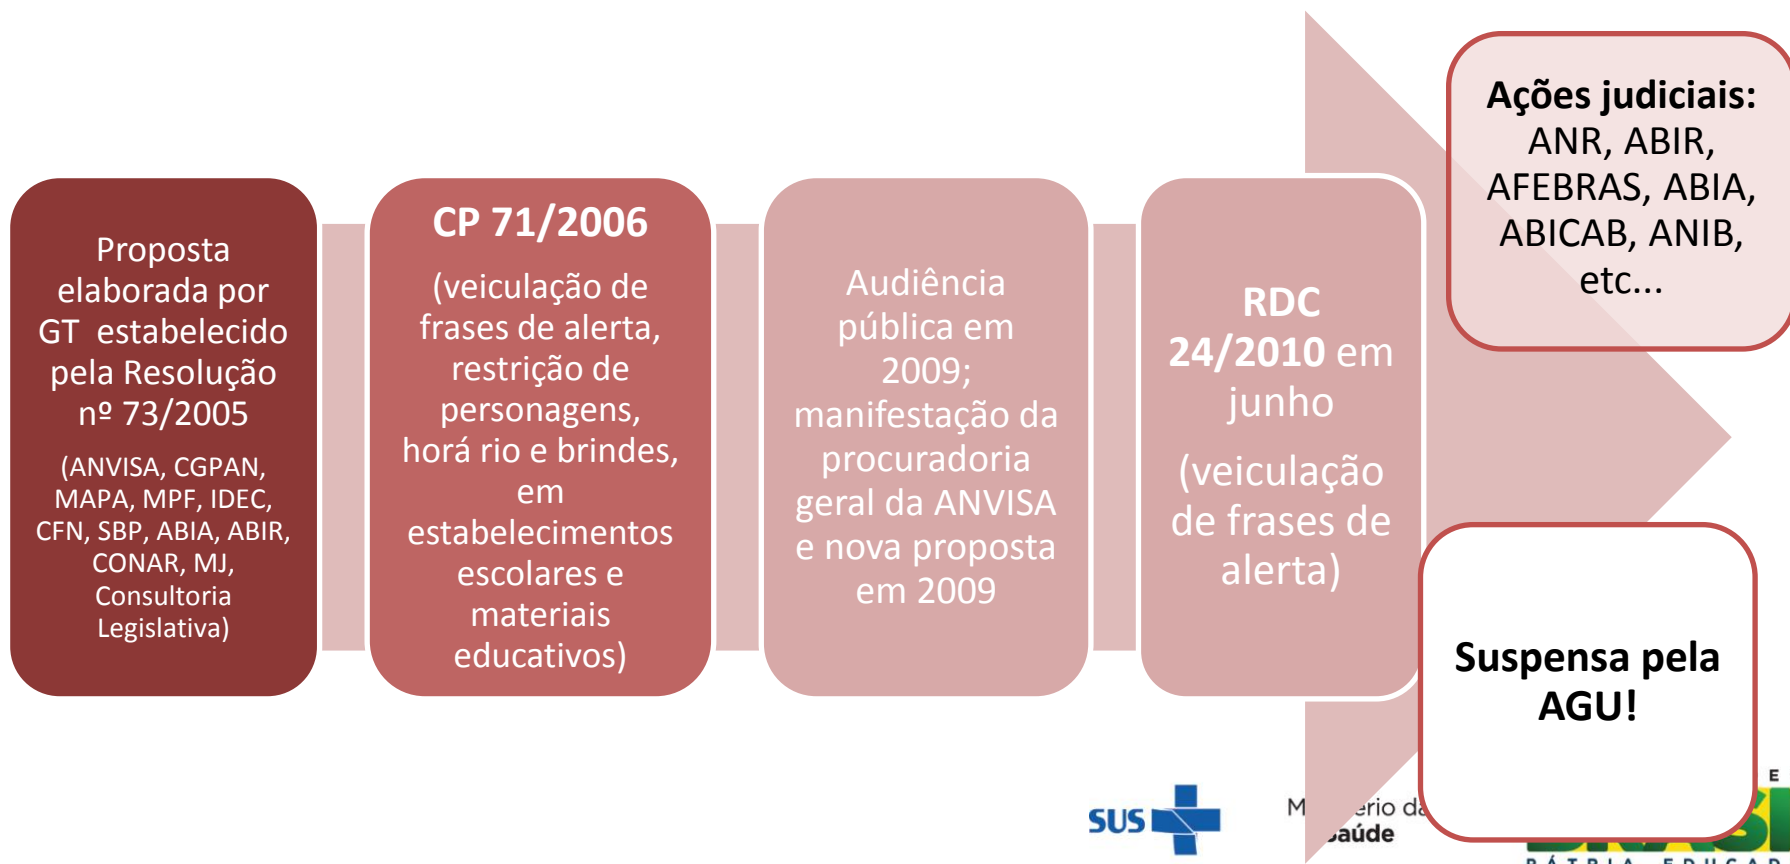 Proposta
elaborada por
GT estabelecido
pela Resolução
nº 73/2005
(ANVISA, CGPAN,
MAPA, MPF, IDEC,
CFN, SBP, ABIA, ABIR,
CONAR, MJ,
Consultoria
Legislativa)
CP 71/2006
(veiculação de
frases de alerta,
restrição de
personagens,
horá rio e brindes,
em
estabelecimentos
escolares e
materiais
educativos)
Audiência
pública em
2009;
manifestação da
procuradoria
geral da ANVISA
e nova proposta
em 2009
RDC
24/2010 em
junho
(veiculação
de frases de
alerta)
Ações judiciais:
ANR, ABIR,
AFEBRAS, ABIA,
ABICAB, ANIB,
etc...
Suspensa pela
AGU!
SUS